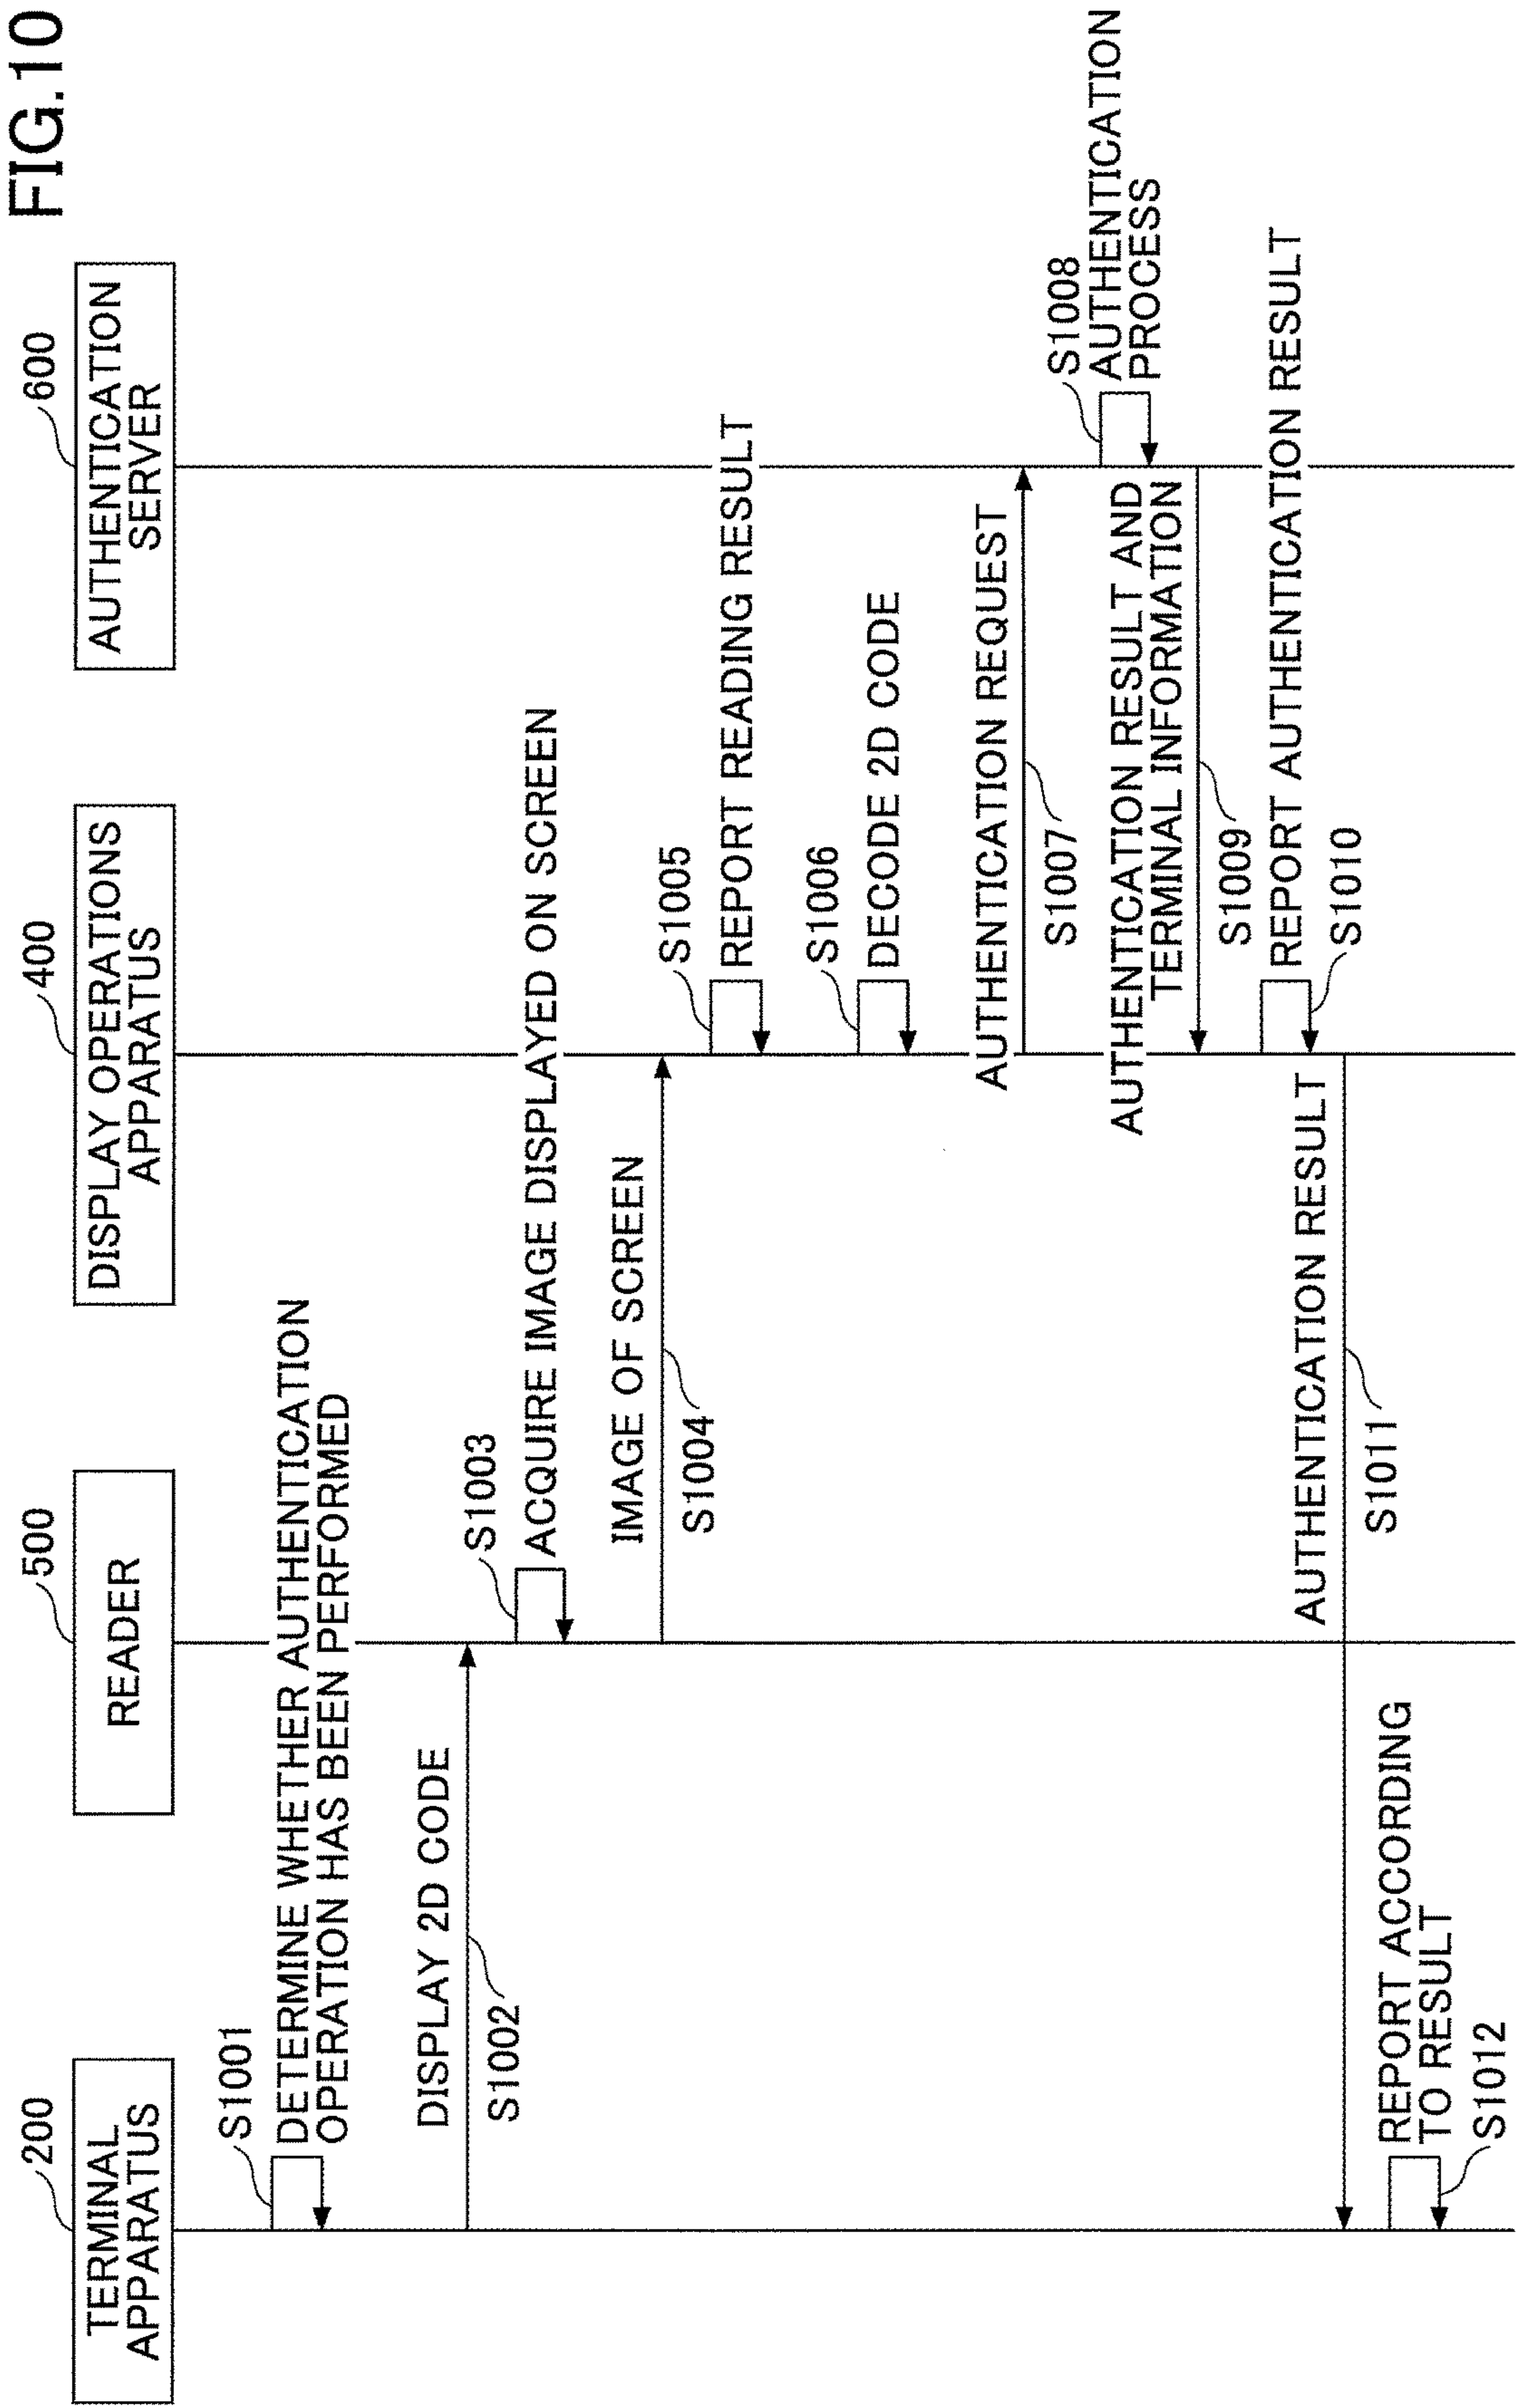 FIG.10
200
TERMINAL
APPARATUS
500
READER
400
DISPLAY OPERATIONS
APPARATUS
600
AUTHENTICATION
SERVER
S1001
DETERMINE WHETHER AUTHENTICATION
OPERATION HAS BEEN PERFORMED
DISPLAY 2D CODE
S1002
S1003
ACQUIRE IMAGE DISPLAYED ON SCREEN
IMAGE OF SCREEN
S1004
S1005
REPORT READING RESULT
S1006
DECODE 2D CODE
AUTHENTICATION REQUEST
S1007
S1008
AUTHENTICATION
PROCESS
AUTHENTICATION RESULT AND
TERMINAL INFORMATION
S1009
REPORT AUTHENTICATION RESULT
S1010
AUTHENTICATION RESULT
S1011
REPORT ACCORDING
TO RESULT
S1012